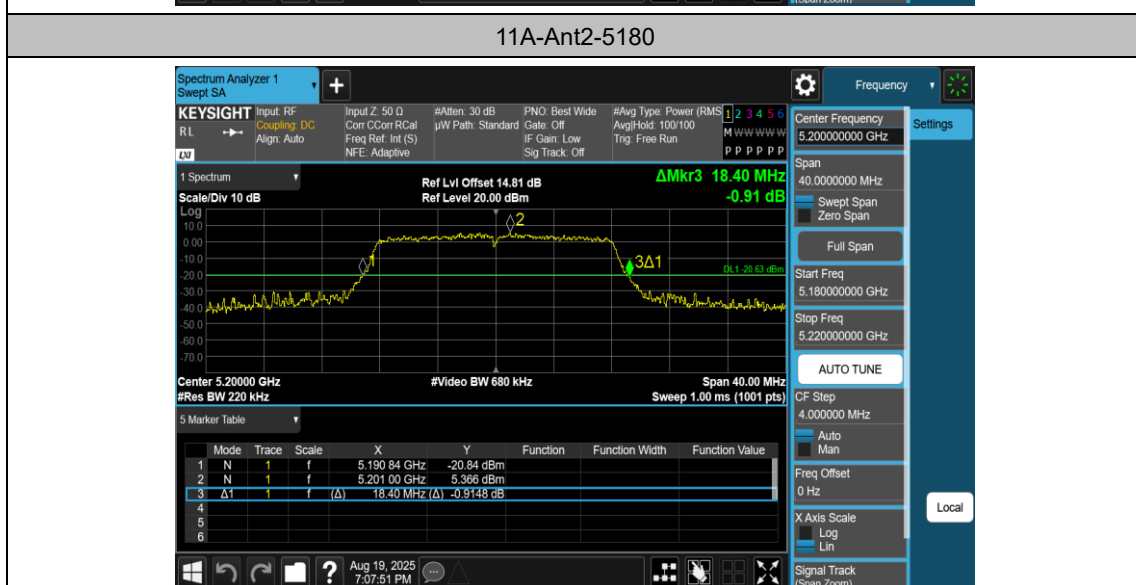 (Span Zoom)
11A-Ant2-5180
Spectrum Analyzer 1
Swept SA
+
Frequency
KEYSIGHT
RL
LXI
Input: RF
Coupling: DC
Align: Auto
Input Z: 50 Ω
Corr CCorr RCal
Freq Ref: Int (S)
NFE: Adaptive
#Atten: 30 dB
µW Path: Standard
PNO: Best Wide
Gate: Off
IF Gain: Low
Sig Track: Off
#Avg Type: Power (RMS
Avg|Hold: 100/100
Trig: Free Run
1 2 3 4 5 6
M W W W W W
P P P P P P
Center Frequency
5.200000000 GHz
Settings
Span
40.0000000 MHz
Swept Span
Zero Span
Full Span
Start Freq
5.180000000 GHz
Stop Freq
5.220000000 GHz
AUTO TUNE
CF Step
4.000000 MHz
Auto
Man
Freq Offset
0 Hz
X Axis Scale
Log
Lin
Signal Track
(Span Zoom)
Local
1 Spectrum
Scale/Div 10 dB
Ref Lvl Offset 14.81 dB
Ref Level 20.00 dBm
ΔMkr3 18.40 MHz
-0.91 dB
Log
10.0
0.00
-10.0
-20.0
-30.0
-40.0
-50.0
-60.0
-70.0
1
2
3Δ1
DL1 -20.63 dBm
Center 5.20000 GHz
#Video BW 680 kHz
Span 40.00 MHz
#Res BW 220 kHz
Sweep 1.00 ms (1001 pts)
5 Marker Table
Mode Trace Scale X Y Function Function Width Function Value
1 N 1 f 5.190 84 GHz -20.84 dBm
2 N 1 f 5.201 00 GHz 5.366 dBm
3 Δ1 1 f (Δ) 18.40 MHz (Δ) -0.9148 dB
4
5
6
?
Aug 19, 2025
7:07:51 PM